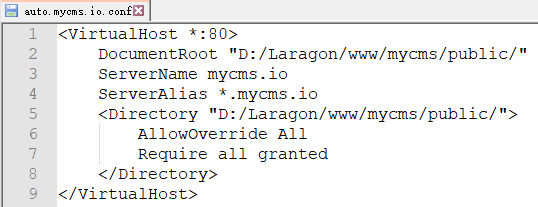 auto.mycms.io.conf
1 <VirtualHost *:80>
2     DocumentRoot "D:/Laragon/www/mycms/public/"
3     ServerName mycms.io
4     ServerAlias *.mycms.io
5     <Directory "D:/Laragon/www/mycms/public/">
6         AllowOverride All
7         Require all granted
8     </Directory>
9 </VirtualHost>